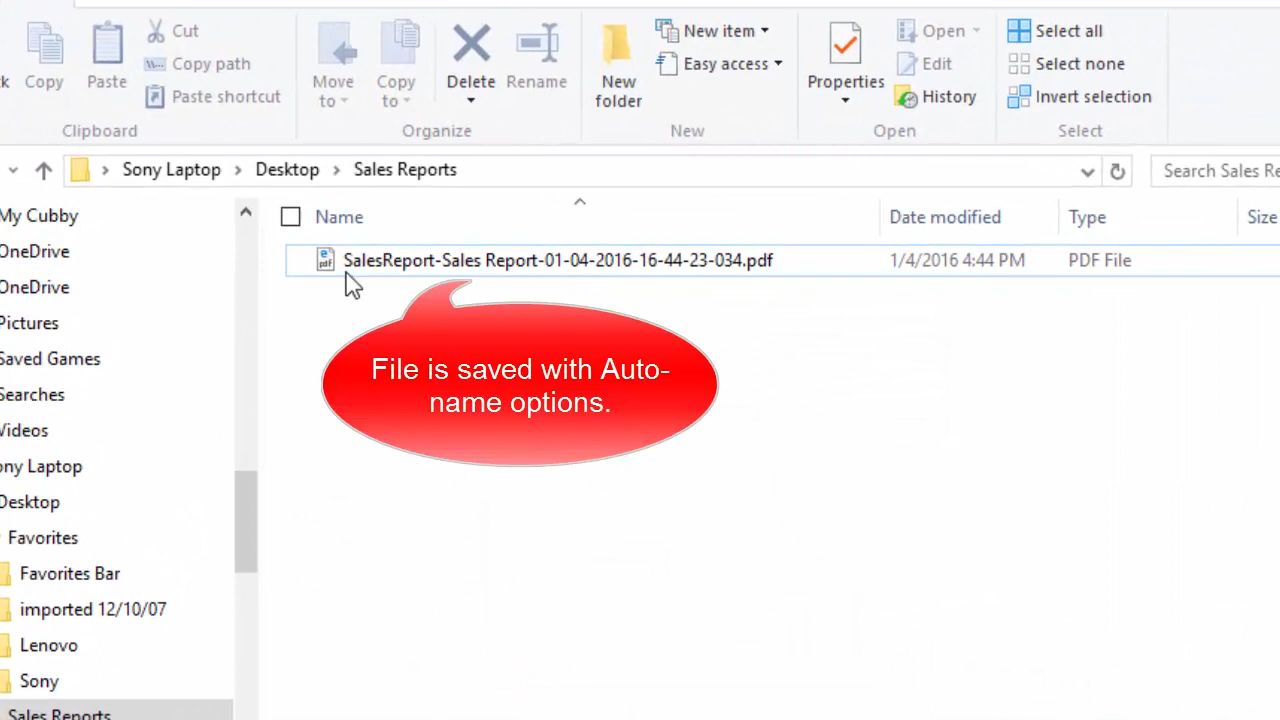 Cut
New item
Open
Select all
Copy path
Easy access
Edit
Select none
Copy
Paste
Paste shortcut
Move
to
Copy
to
Delete
Rename
New
folder
Properties
History
Invert selection
Clipboard
Organize
New
Open
Select
Sony Laptop
Desktop
Sales Reports
Search Sales Re
My Cubby
Name
Date modified
Type
Size
OneDrive
SalesReport-Sales Report-01-04-2016-16-44-23-034.pdf
1/4/2016 4:44 PM
PDF File
OneDrive
Pictures
Saved Games
File is saved with Auto-
name options.
Searches
Videos
ony Laptop
Desktop
Favorites
Favorites Bar
imported 12/10/07
Lenovo
Sony
Sales Reports